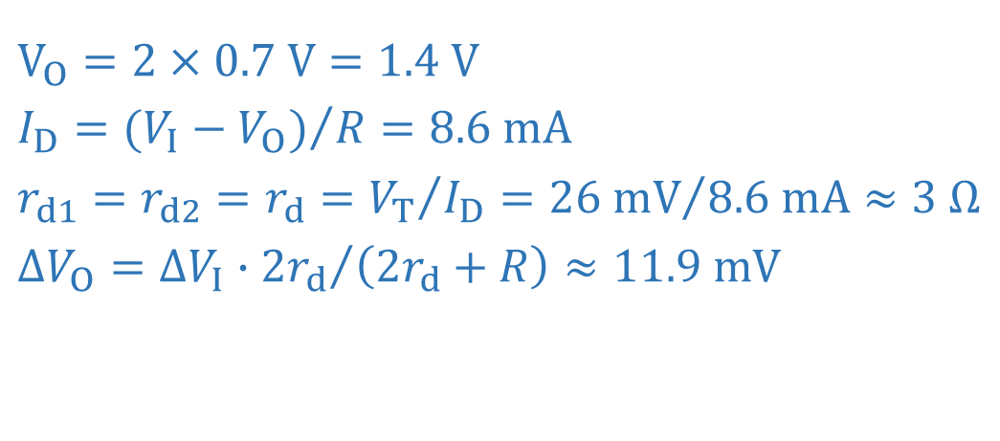 V_O = 2 × 0.7 V = 1.4 V
I_D = (V_I − V_O)/R = 8.6 mA
r_d1 = r_d2 = r_d = V_T/I_D = 26 mV/8.6 mA ≈ 3 Ω
ΔV_O = ΔV_I · 2r_d/(2r_d + R) ≈ 11.9 mV